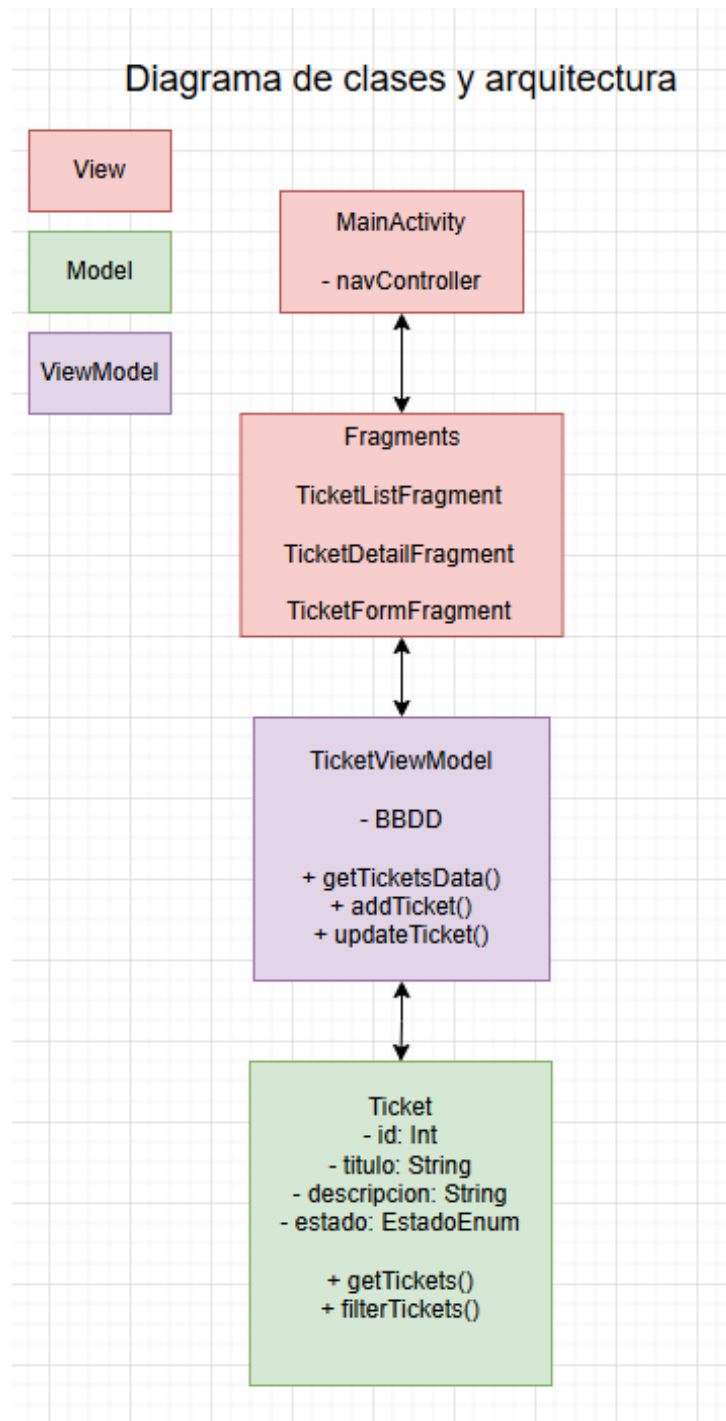 Diagrama de clases y arquitectura
View
Model
ViewModel
MainActivity
- navController
Fragments
TicketListFragment
TicketDetailFragment
TicketFormFragment
TicketViewModel
- BBDD
+ getTicketsData()
+ addTicket()
+ updateTicket()
Ticket
- id: Int
- titulo: String
- descripcion: String
- estado: EstadoEnum
+ getTickets()
+ filterTickets()